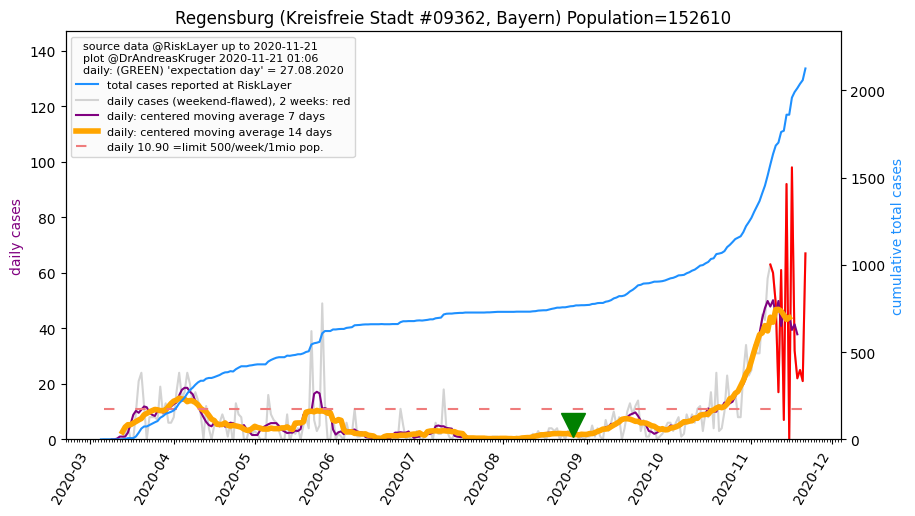 Regensburg (Kreisfreie Stadt #09362, Bayern) Population=152610
source data @RiskLayer up to 2020-11-21
plot @DrAndreasKruger 2020-11-21 01:06
daily: (GREEN) 'expectation day' = 27.08.2020
total cases reported at RiskLayer
daily cases (weekend-flawed), 2 weeks: red
daily: centered moving average 7 days
daily: centered moving average 14 days
daily 10.90 =limit 500/week/1mio pop.
daily cases
140
120
100
80
60
40
20
0
2000
1500
1000
500
0
cumulative total cases
2020-03
2020-04
2020-05
2020-06
2020-07
2020-08
2020-09
2020-10
2020-11
2020-12